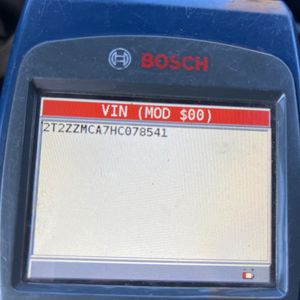 BOSCH
VIN (MOD $00)
2T2ZZMCA7HC078541